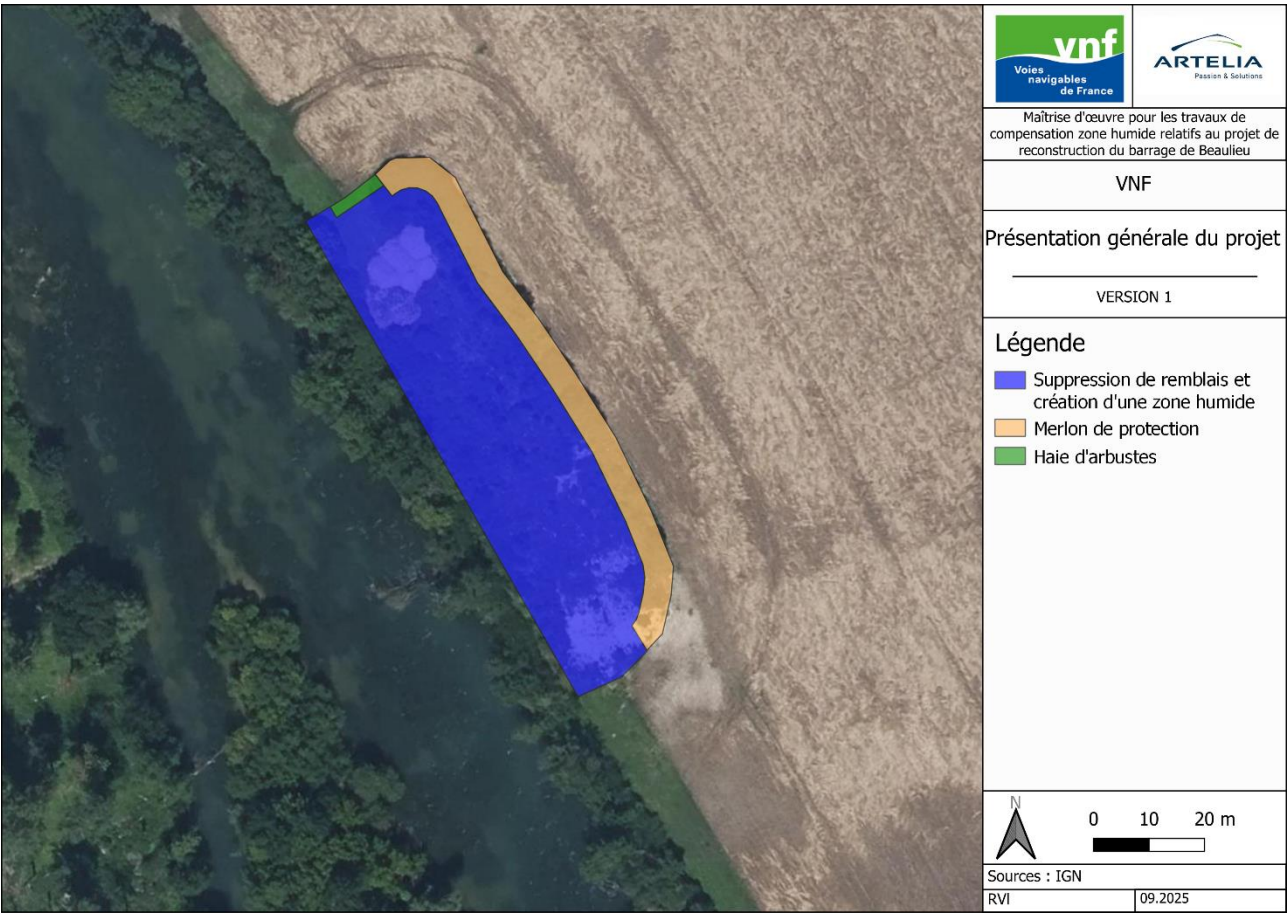 vnf
Voies
navigables
de France
ARTELIA
Passion & Solutions
Maîtrise d'œuvre pour les travaux de
compensation zone humide relatifs au projet de
reconstruction du barrage de Beaulieu
VNF
Présentation générale du projet
VERSION 1
Légende
Suppression de remblais et
création d'une zone humide
Merlon de protection
Haie d'arbustes
N
0 10 20 m
Sources : IGN
RVI 09.2025